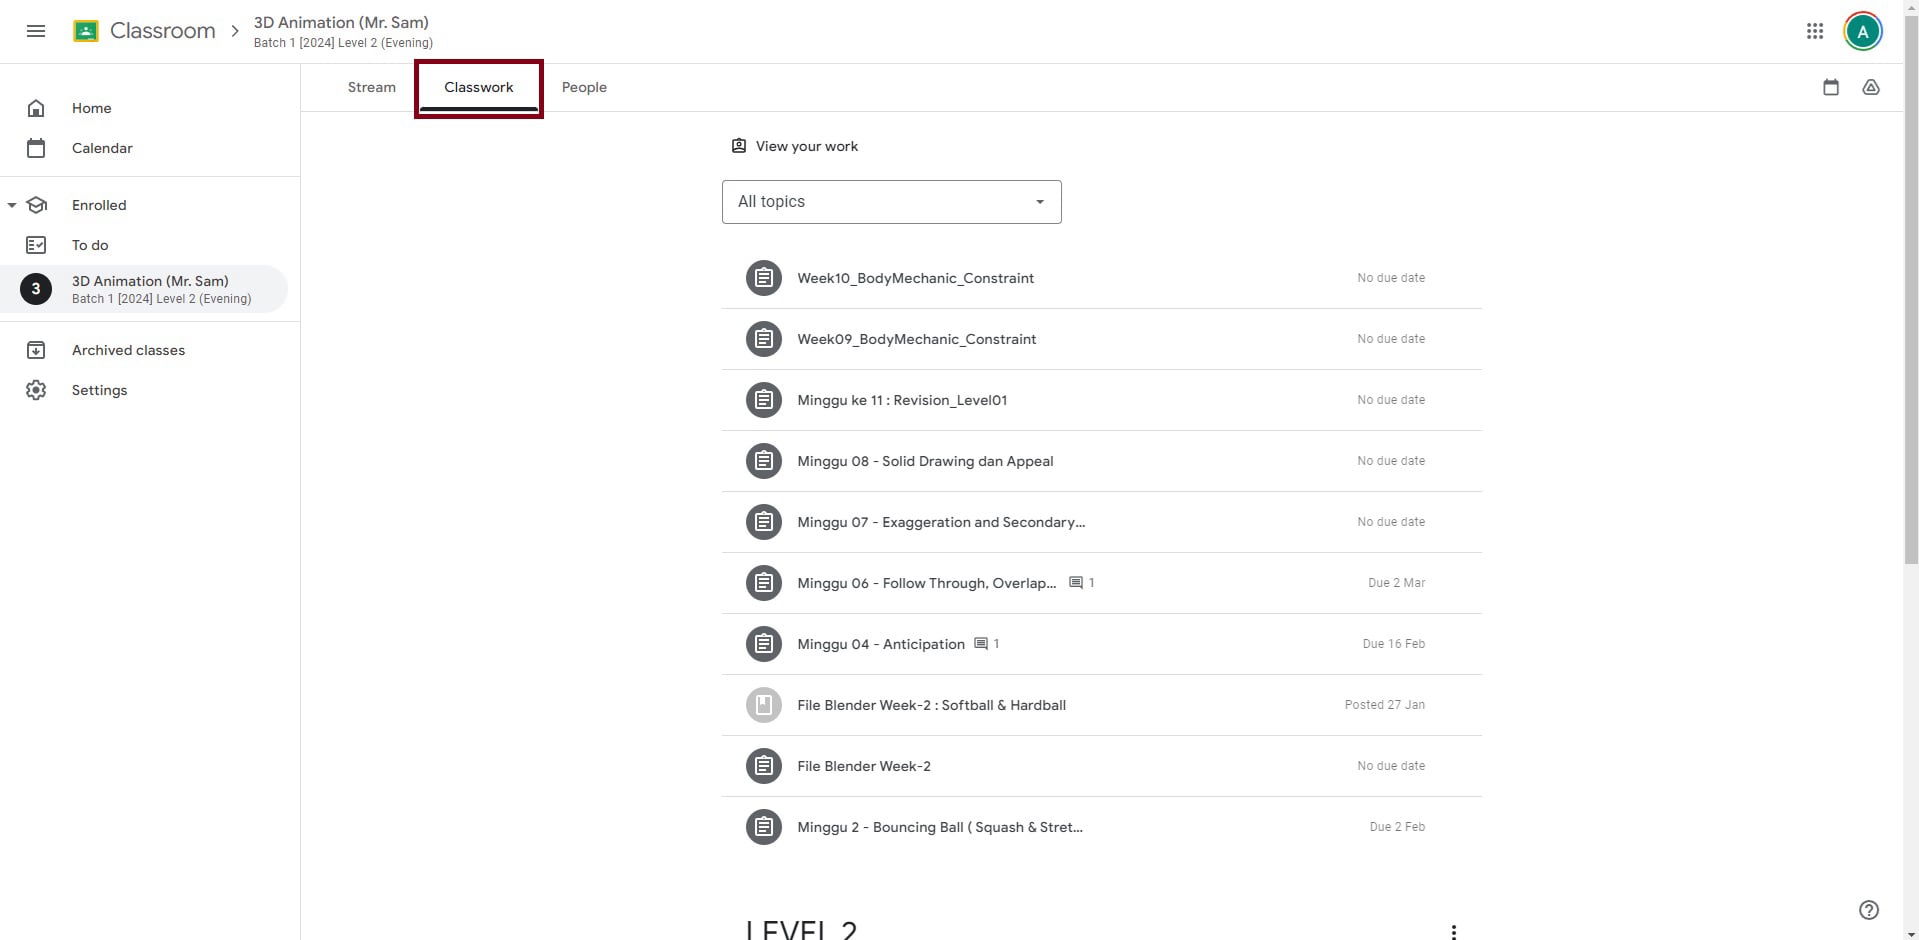 Classroom
3D Animation (Mr. Sam)
Batch 1 [2024] Level 2 (Evening)
A
Stream
Classwork
People
Home
Calendar
Enrolled
To do
3
3D Animation (Mr. Sam)
Batch 1 [2024] Level 2 (Evening)
Archived classes
Settings
View your work
All topics
Week10_BodyMechanic_Constraint No due date
Week09_BodyMechanic_Constraint No due date
Minggu ke 11 : Revision_Level01 No due date
Minggu 08 - Solid Drawing dan Appeal No due date
Minggu 07 - Exaggeration and Secondary... No due date
Minggu 06 - Follow Through, Overlap... 1 Due 2 Mar
Minggu 04 - Anticipation 1 Due 16 Feb
File Blender Week-2 : Softball & Hardball Posted 27 Jan
File Blender Week-2 No due date
Minggu 2 - Bouncing Ball ( Squash & Stret... Due 2 Feb
LEVEL 2